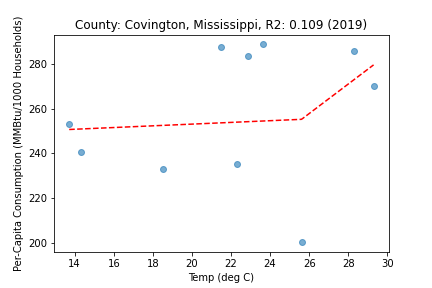 County: Covington, Mississippi, R2: 0.109 (2019)
Per-Capita Consumption (MMBtu/1000 Households)
280
260
240
220
200
14 16 18 20 22 24 26 28 30
Temp (deg C)